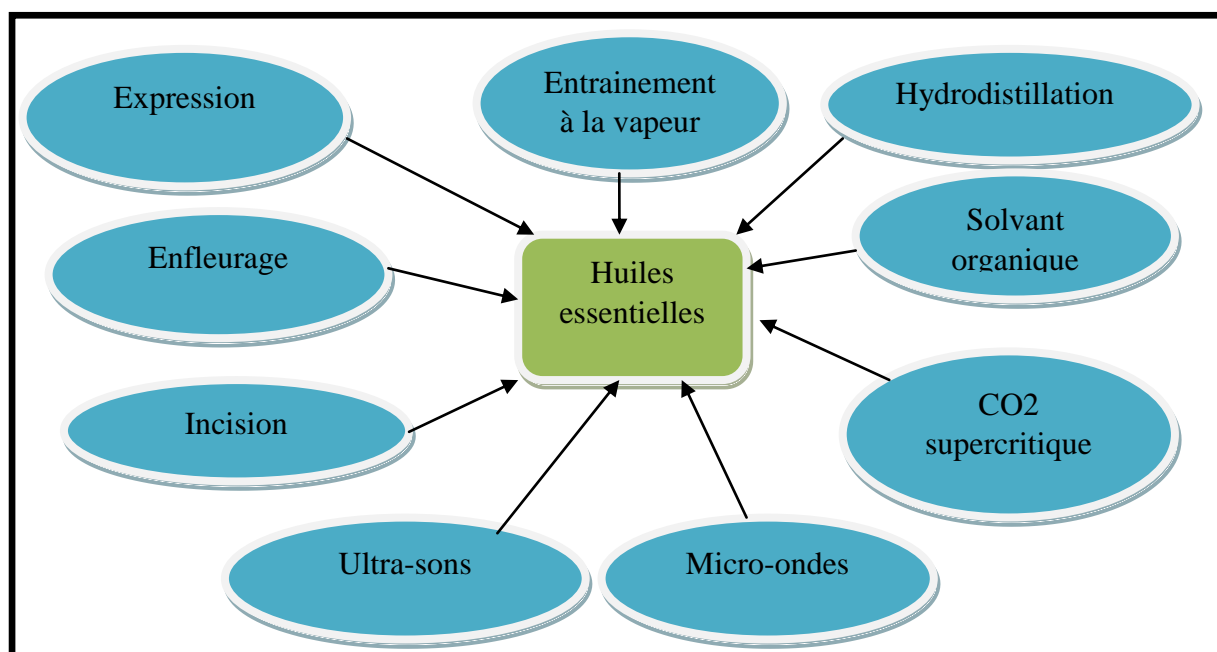 Expression
Entrainement
à la vapeur
Hydrodistillation
Enfleurage
Solvant
organique
Huiles
essentielles
Incision
CO2
supercritique
Ultra-sons
Micro-ondes